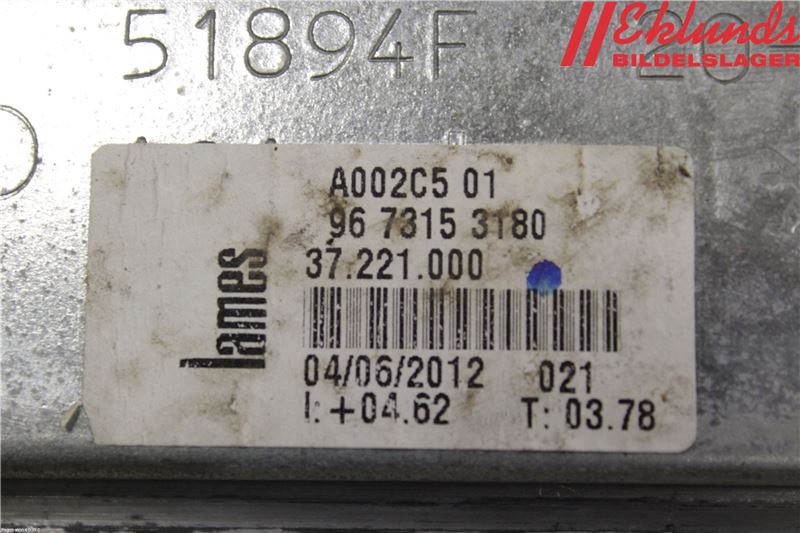 51894F
Eklunds
BILDELSLAGER
A002C5 01
96 7315 3180
37.221.000
lames
04/06/2012 021
I: +04.62 T: 03.78